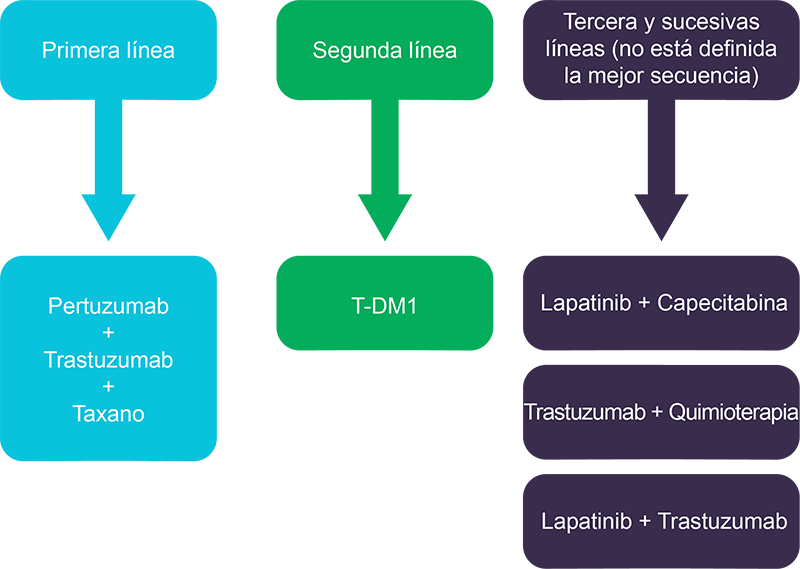 Primera línea
Pertuzumab
+
Trastuzumab
+
Taxano
Segunda línea
T-DM1
Tercera y sucesivas
líneas (no está definida
la mejor secuencia)
Lapatinib + Capecitabina
Trastuzumab + Quimioterapia
Lapatinib + Trastuzumab